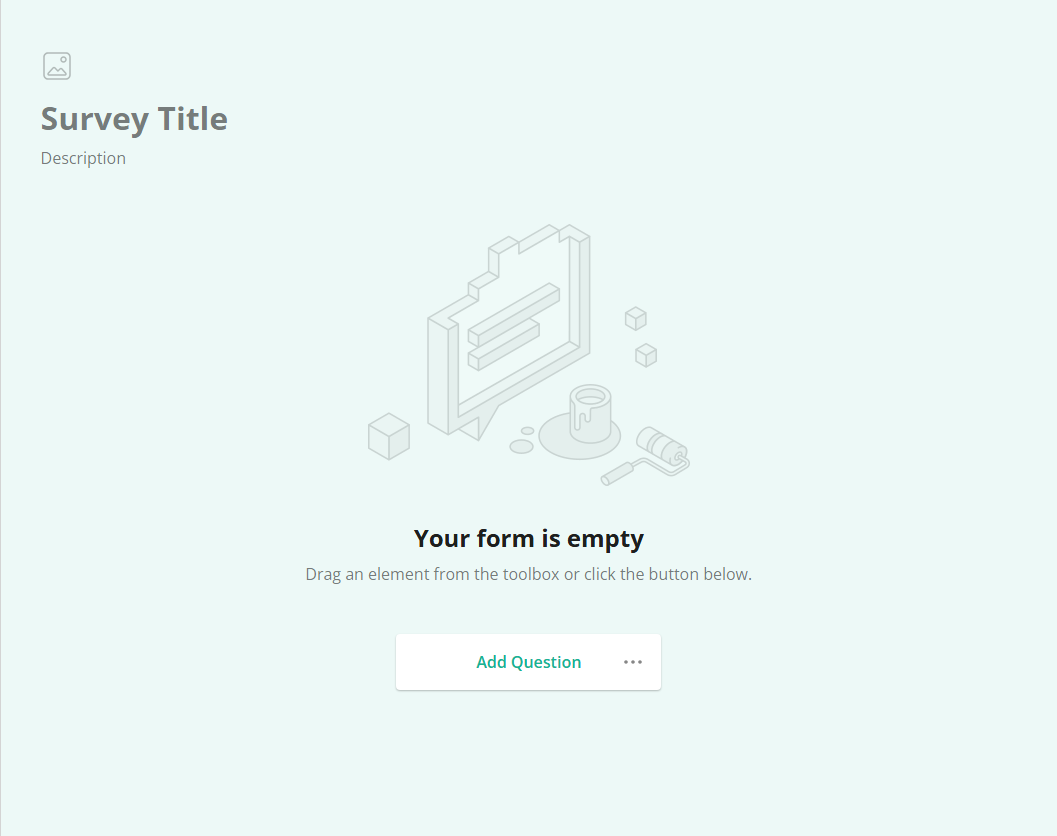 Survey Title
Description
Your form is empty
Drag an element from the toolbox or click the button below.
Add Question